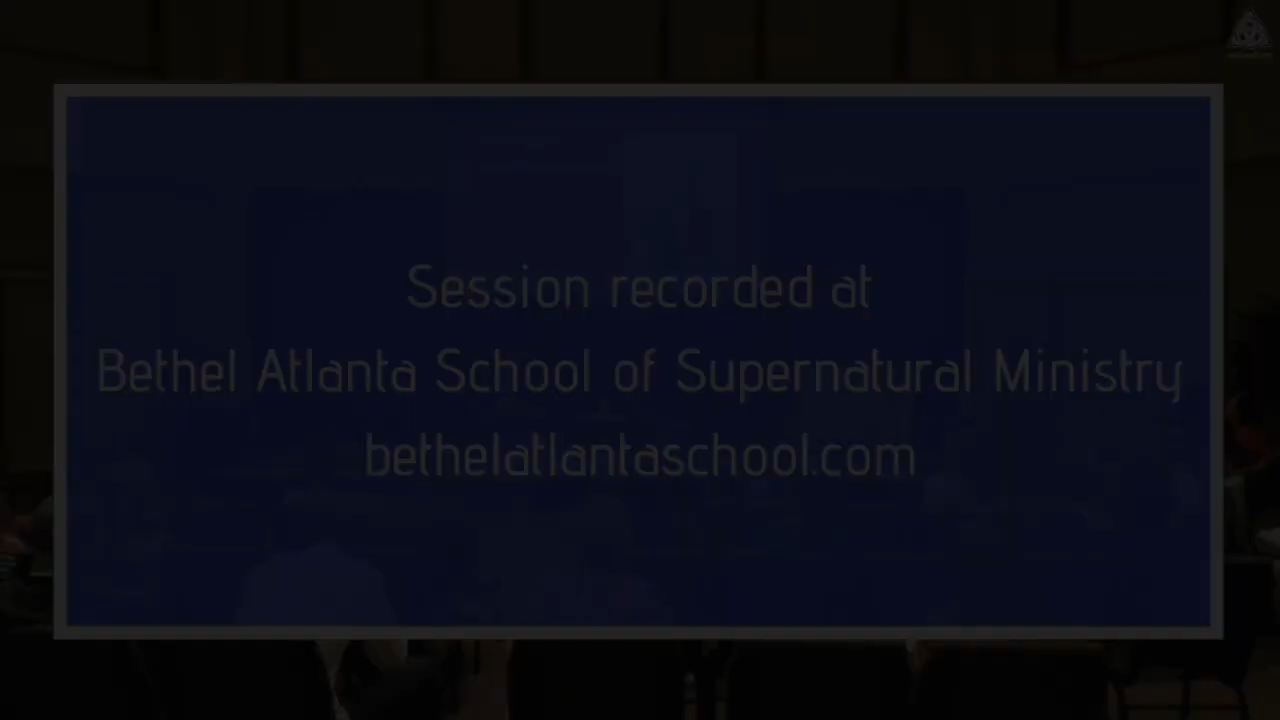 Session recorded at
Bethel Atlanta School of Supernatural Ministry
bethelatlantaschool.com